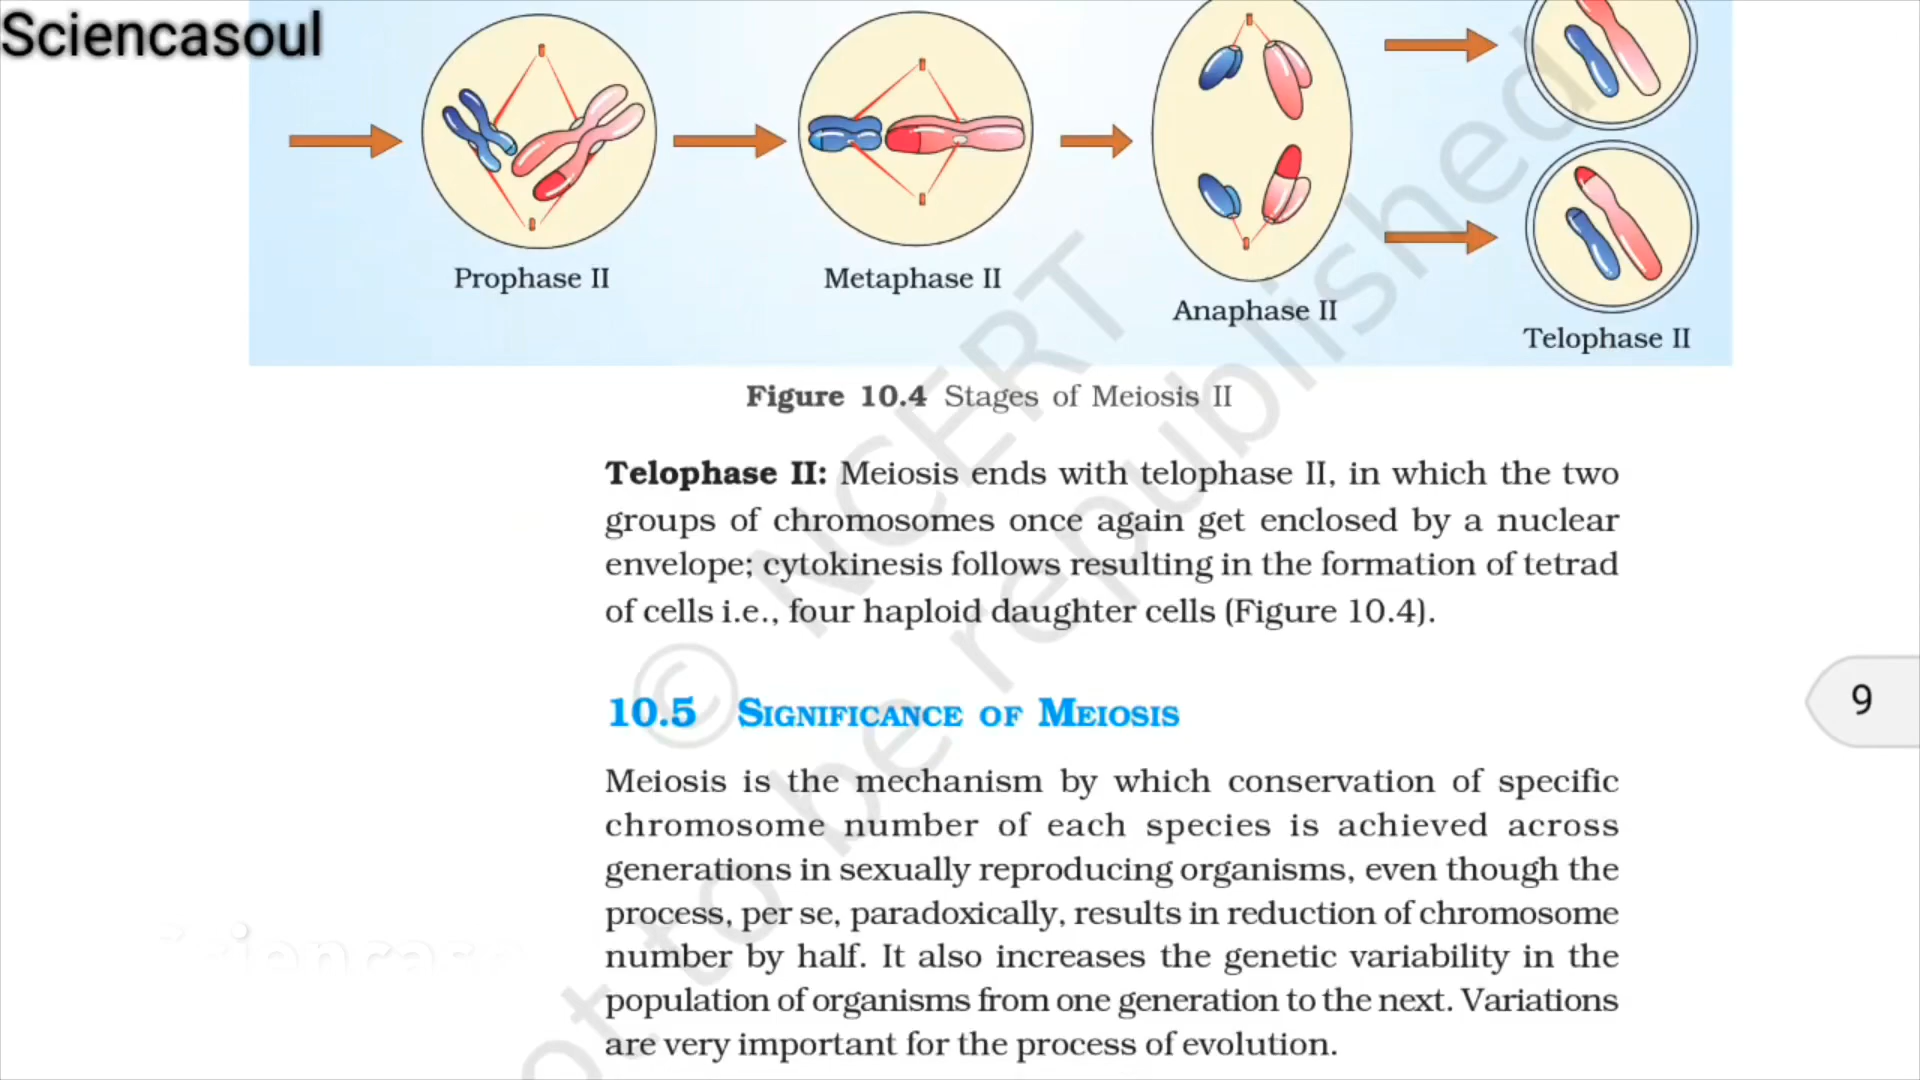 Sciencasoul
Prophase II
Metaphase II
Anaphase II
Telophase II
Figure 10.4 Stages of Meiosis II
Telophase II: Meiosis ends with telophase II, in which the two
groups of chromosomes once again get enclosed by a nuclear
envelope; cytokinesis follows resulting in the formation of tetrad
of cells i.e., four haploid daughter cells (Figure 10.4).
10.5 SIGNIFICANCE OF MEIOSIS
Meiosis is the mechanism by which conservation of specific
chromosome number of each species is achieved across
generations in sexually reproducing organisms, even though the
process, per se, paradoxically, results in reduction of chromosome
number by half. It also increases the genetic variability in the
population of organisms from one generation to the next. Variations
are very important for the process of evolution.
9
© NCERT
not to be republished